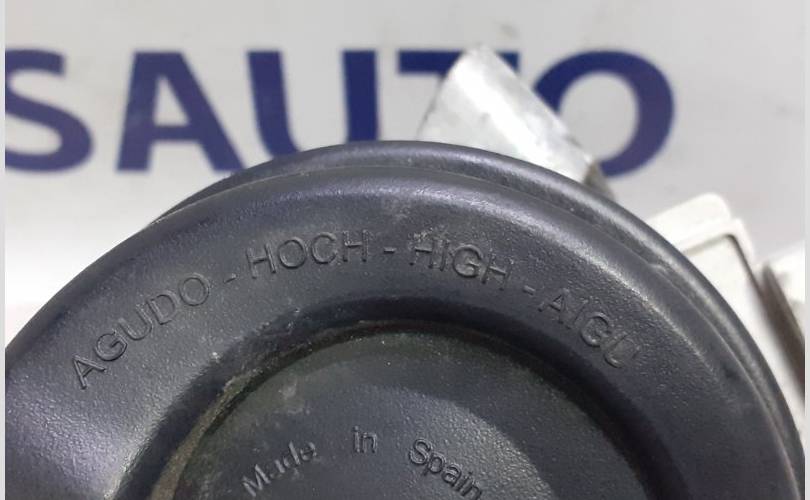 SAUTO
AGUDO - HOCH - HIGH - AIGU
Made in Spain